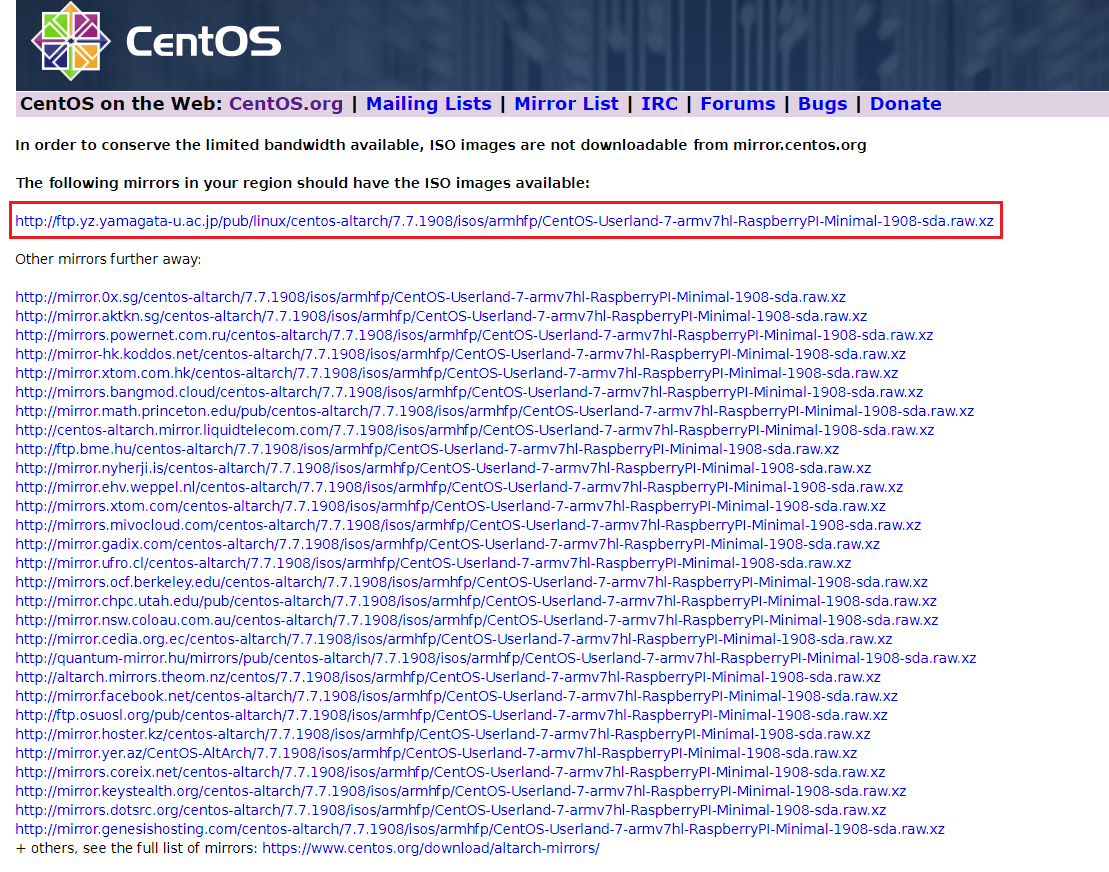 CentOS
CentOS on the Web: CentOS.org | Mailing Lists | Mirror List | IRC | Forums | Bugs | Donate
In order to conserve the limited bandwidth available, ISO images are not downloadable from mirror.centos.org
The following mirrors in your region should have the ISO images available:
http://ftp.yz.yamagata-u.ac.jp/pub/linux/centos-altarch/7.7.1908/isos/armhfp/CentOS-Userland-7-armv7hl-RaspberryPI-Minimal-1908-sda.raw.xz
Other mirrors further away:
http://mirror.0x.sg/centos-altarch/7.7.1908/isos/armhfp/CentOS-Userland-7-armv7hl-RaspberryPI-Minimal-1908-sda.raw.xz
http://mirror.aktkn.sg/centos-altarch/7.7.1908/isos/armhfp/CentOS-Userland-7-armv7hl-RaspberryPI-Minimal-1908-sda.raw.xz
http://mirrors.powernet.com.ru/centos-altarch/7.7.1908/isos/armhfp/CentOS-Userland-7-armv7hl-RaspberryPI-Minimal-1908-sda.raw.xz
http://mirror-hk.koddos.net/centos-altarch/7.7.1908/isos/armhfp/CentOS-Userland-7-armv7hl-RaspberryPI-Minimal-1908-sda.raw.xz
http://mirror.xtom.com.hk/centos-altarch/7.7.1908/isos/armhfp/CentOS-Userland-7-armv7hl-RaspberryPI-Minimal-1908-sda.raw.xz
http://mirrors.bangmod.cloud/centos-altarch/7.7.1908/isos/armhfp/CentOS-Userland-7-armv7hl-RaspberryPI-Minimal-1908-sda.raw.xz
http://mirror.math.princeton.edu/pub/centos-altarch/7.7.1908/isos/armhfp/CentOS-Userland-7-armv7hl-RaspberryPI-Minimal-1908-sda.raw.xz
http://centos-altarch.mirror.liquidtelecom.com/7.7.1908/isos/armhfp/CentOS-Userland-7-armv7hl-RaspberryPI-Minimal-1908-sda.raw.xz
http://ftp.bme.hu/centos-altarch/7.7.1908/isos/armhfp/CentOS-Userland-7-armv7hl-RaspberryPI-Minimal-1908-sda.raw.xz
http://mirror.nyherji.is/centos-altarch/7.7.1908/isos/armhfp/CentOS-Userland-7-armv7hl-RaspberryPI-Minimal-1908-sda.raw.xz
http://mirror.ehv.weppel.nl/centos-altarch/7.7.1908/isos/armhfp/CentOS-Userland-7-armv7hl-RaspberryPI-Minimal-1908-sda.raw.xz
http://mirrors.xtom.com/centos-altarch/7.7.1908/isos/armhfp/CentOS-Userland-7-armv7hl-RaspberryPI-Minimal-1908-sda.raw.xz
http://mirrors.mivocloud.com/centos-altarch/7.7.1908/isos/armhfp/CentOS-Userland-7-armv7hl-RaspberryPI-Minimal-1908-sda.raw.xz
http://mirror.gadix.com/centos-altarch/7.7.1908/isos/armhfp/CentOS-Userland-7-armv7hl-RaspberryPI-Minimal-1908-sda.raw.xz
http://mirror.ufro.cl/centos-altarch/7.7.1908/isos/armhfp/CentOS-Userland-7-armv7hl-RaspberryPI-Minimal-1908-sda.raw.xz
http://mirrors.ocf.berkeley.edu/centos-altarch/7.7.1908/isos/armhfp/CentOS-Userland-7-armv7hl-RaspberryPI-Minimal-1908-sda.raw.xz
http://mirror.chpc.utah.edu/pub/centos-altarch/7.7.1908/isos/armhfp/CentOS-Userland-7-armv7hl-RaspberryPI-Minimal-1908-sda.raw.xz
http://mirror.nsw.coloau.com.au/centos-altarch/7.7.1908/isos/armhfp/CentOS-Userland-7-armv7hl-RaspberryPI-Minimal-1908-sda.raw.xz
http://mirror.cedia.org.ec/centos-altarch/7.7.1908/isos/armhfp/CentOS-Userland-7-armv7hl-RaspberryPI-Minimal-1908-sda.raw.xz
http://quantum-mirror.hu/mirrors/pub/centos-altarch/7.7.1908/isos/armhfp/CentOS-Userland-7-armv7hl-RaspberryPI-Minimal-1908-sda.raw.xz
http://altarch.mirrors.theom.nz/centos/7.7.1908/isos/armhfp/CentOS-Userland-7-armv7hl-RaspberryPI-Minimal-1908-sda.raw.xz
http://mirror.facebook.net/centos-altarch/7.7.1908/isos/armhfp/CentOS-Userland-7-armv7hl-RaspberryPI-Minimal-1908-sda.raw.xz
http://ftp.osuosl.org/pub/centos-altarch/7.7.1908/isos/armhfp/CentOS-Userland-7-armv7hl-RaspberryPI-Minimal-1908-sda.raw.xz
http://mirror.hoster.kz/centos-altarch/7.7.1908/isos/armhfp/CentOS-Userland-7-armv7hl-RaspberryPI-Minimal-1908-sda.raw.xz
http://mirror.yer.az/CentOS-AltArch/7.7.1908/isos/armhfp/CentOS-Userland-7-armv7hl-RaspberryPI-Minimal-1908-sda.raw.xz
http://mirrors.coreix.net/centos-altarch/7.7.1908/isos/armhfp/CentOS-Userland-7-armv7hl-RaspberryPI-Minimal-1908-sda.raw.xz
http://mirror.keystealth.org/centos-altarch/7.7.1908/isos/armhfp/CentOS-Userland-7-armv7hl-RaspberryPI-Minimal-1908-sda.raw.xz
http://mirrors.dotsrc.org/centos-altarch/7.7.1908/isos/armhfp/CentOS-Userland-7-armv7hl-RaspberryPI-Minimal-1908-sda.raw.xz
http://mirror.genesishosting.com/centos-altarch/7.7.1908/isos/armhfp/CentOS-Userland-7-armv7hl-RaspberryPI-Minimal-1908-sda.raw.xz
+ others, see the full list of mirrors: https://www.centos.org/download/altarch-mirrors/